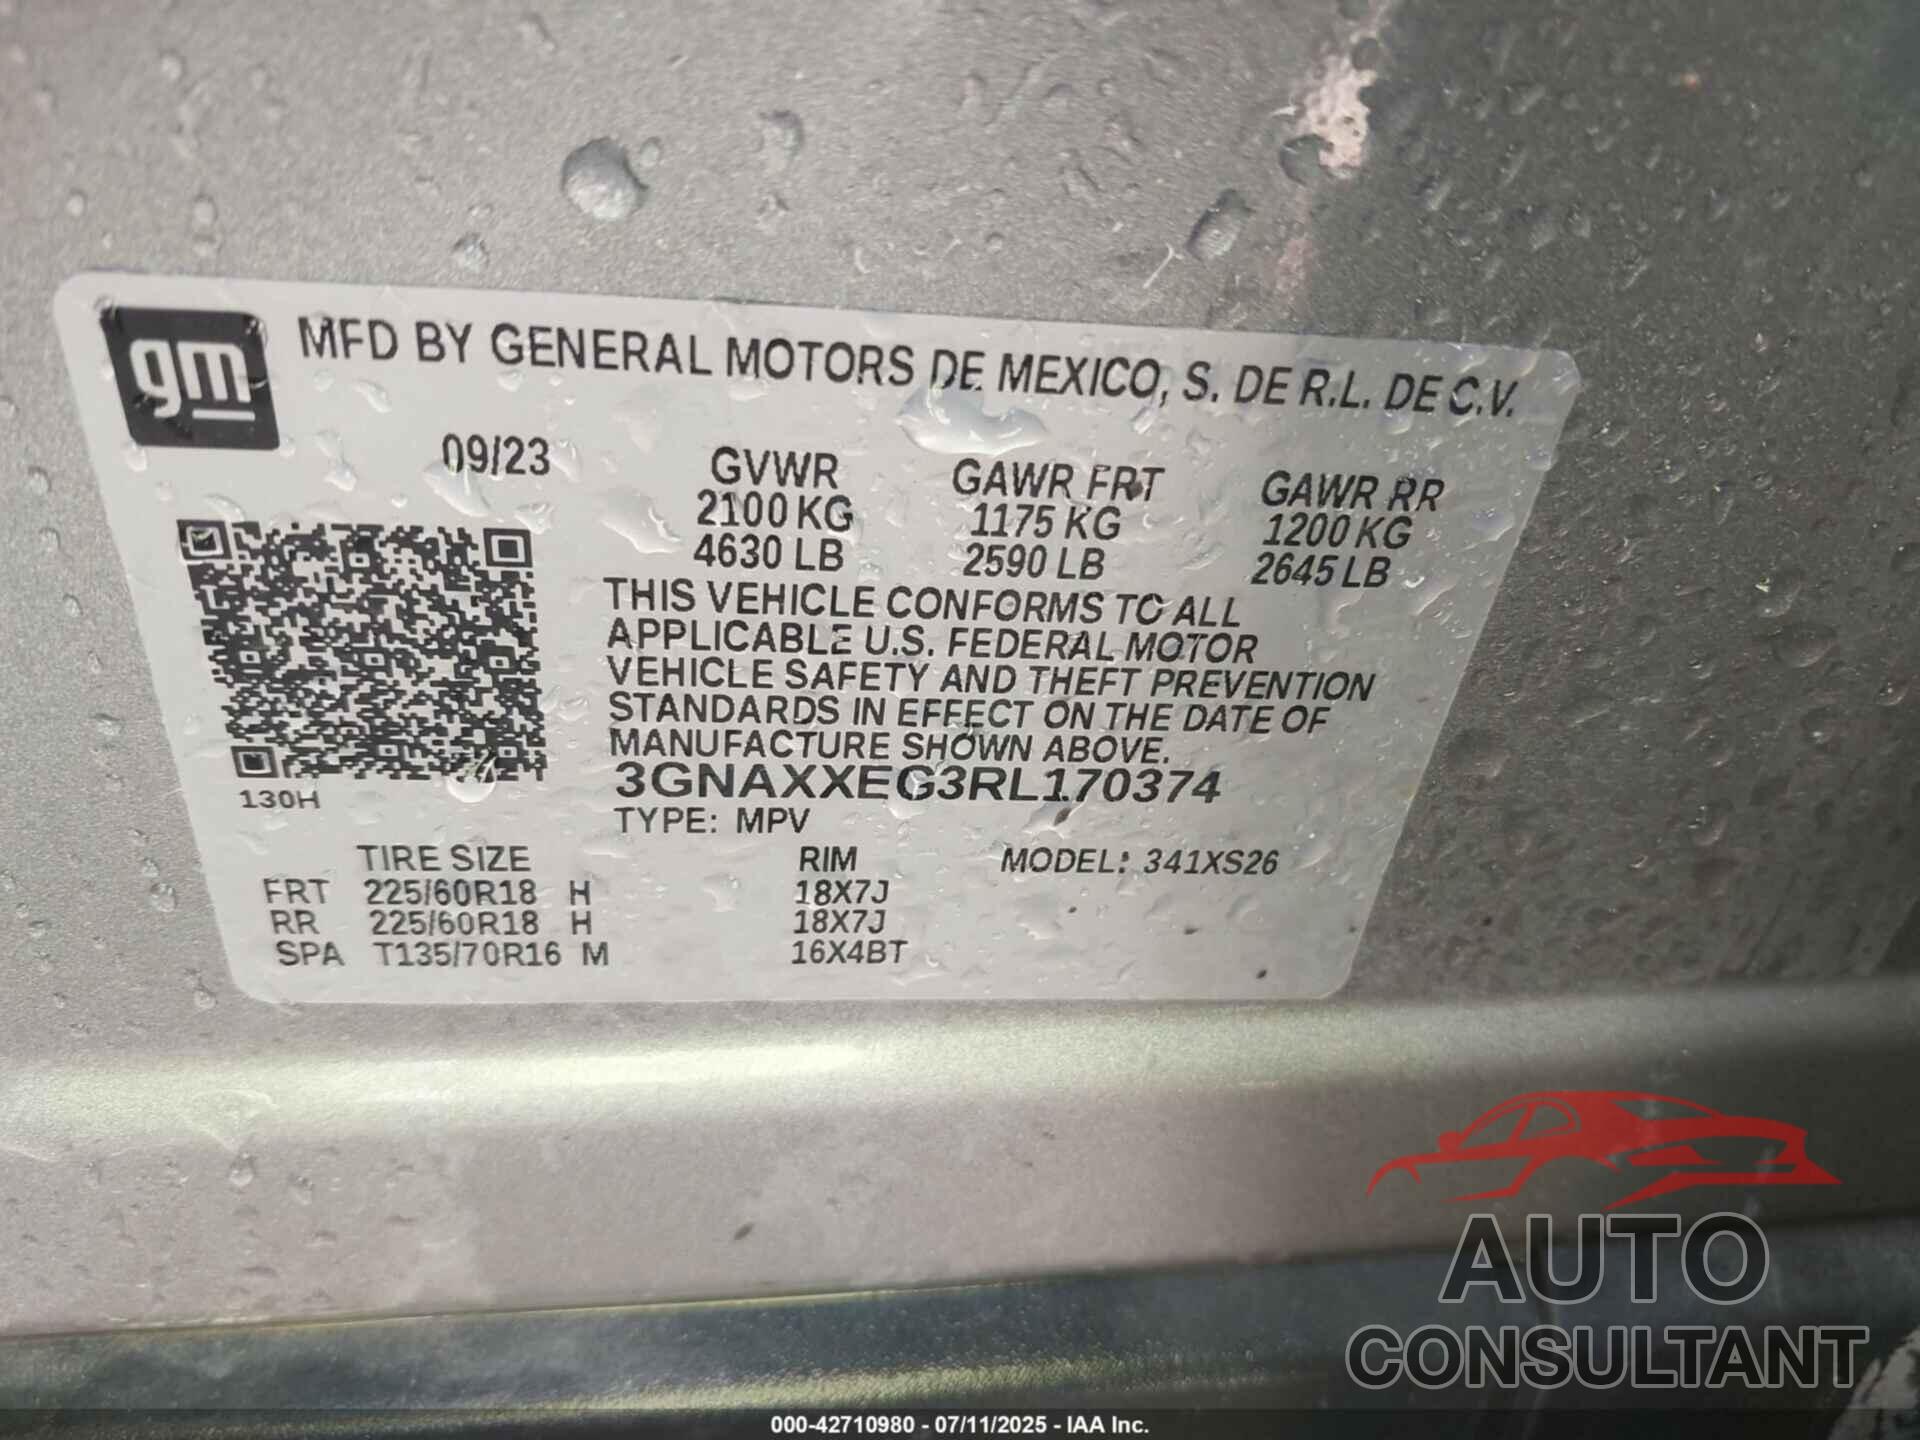 gm MFD BY GENERAL MOTORS DE MEXICO, S. DE R.L. DE C.V.
09/23 GVWR GAWR FRT GAWR RR
2100 KG 1175 KG 1200 KG
4630 LB 2590 LB 2645 LB
THIS VEHICLE CONFORMS TO ALL
APPLICABLE U.S. FEDERAL MOTOR
VEHICLE SAFETY AND THEFT PREVENTION
STANDARDS IN EFFECT ON THE DATE OF
MANUFACTURE SHOWN ABOVE.
3GNAXXEG3RL170374
130H
TYPE: MPV
TIRE SIZE RIM MODEL: 341XS26
FRT 225/60R18 H 18X7J
RR 225/60R18 H 18X7J
SPA T135/70R16 M 16X4BT
AUTO
CONSULTANT
000-42710980 - 07/11/2025 - IAA Inc.